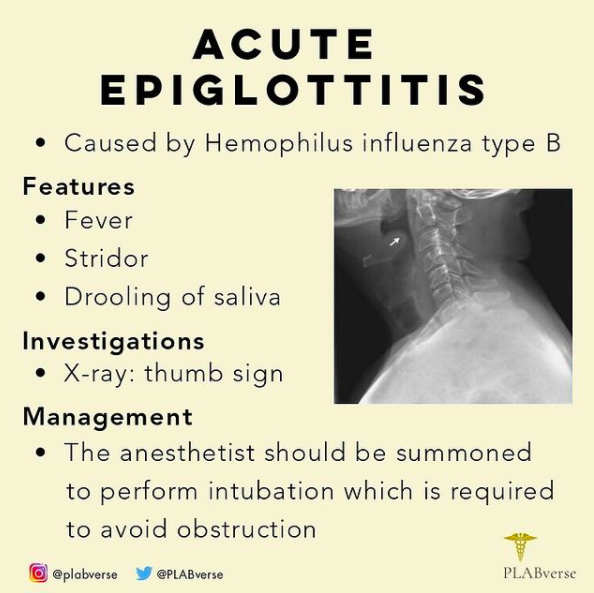 ACUTE
EPIGLOTTITIS
• Caused by Hemophilus influenza type B
Features
• Fever
• Stridor
• Drooling of saliva
Investigations
• X-ray: thumb sign
Management
• The anesthetist should be summoned
to perform intubation which is required
to avoid obstruction
@plabverse @PLABverse
PLABverse